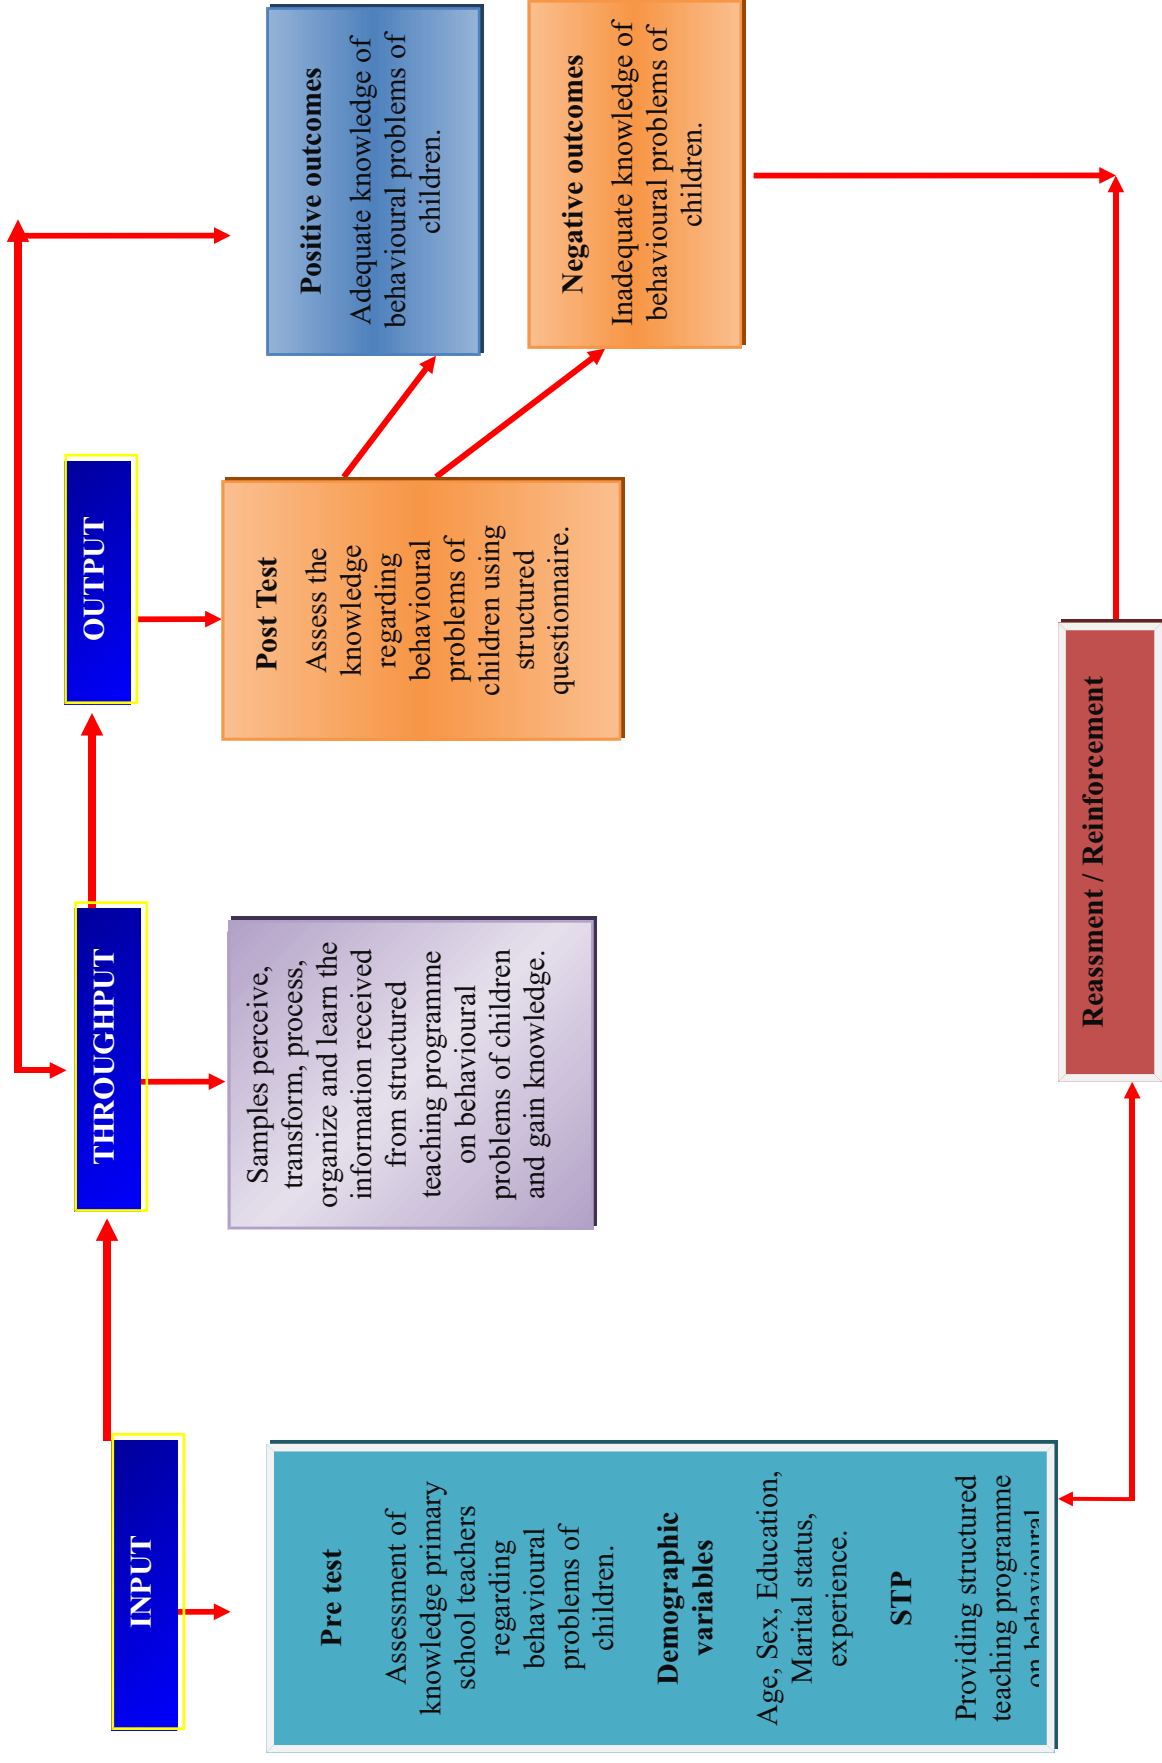 INPUT
Pre test
Assessment of
knowledge primary
school teachers
regarding
behavioural
problems of
children.
Demographic
variables
Age, Sex, Education,
Marital status,
experience.
STP
Providing structured
teaching programme
on behavioural
THROUGHPUT
Samples perceive,
transform, process,
organize and learn the
information received
from structured
teaching programme
on behavioural
problems of children
and gain knowledge.
OUTPUT
Post Test
Assess the
knowledge
regarding
behavioural
problems of
children using
structured
questionnaire.
Positive outcomes
Adequate knowledge of
behavioural problems of
children.
Negative outcomes
Inadequate knowledge of
behavioural problems of
children.
Reassment / Reinforcement